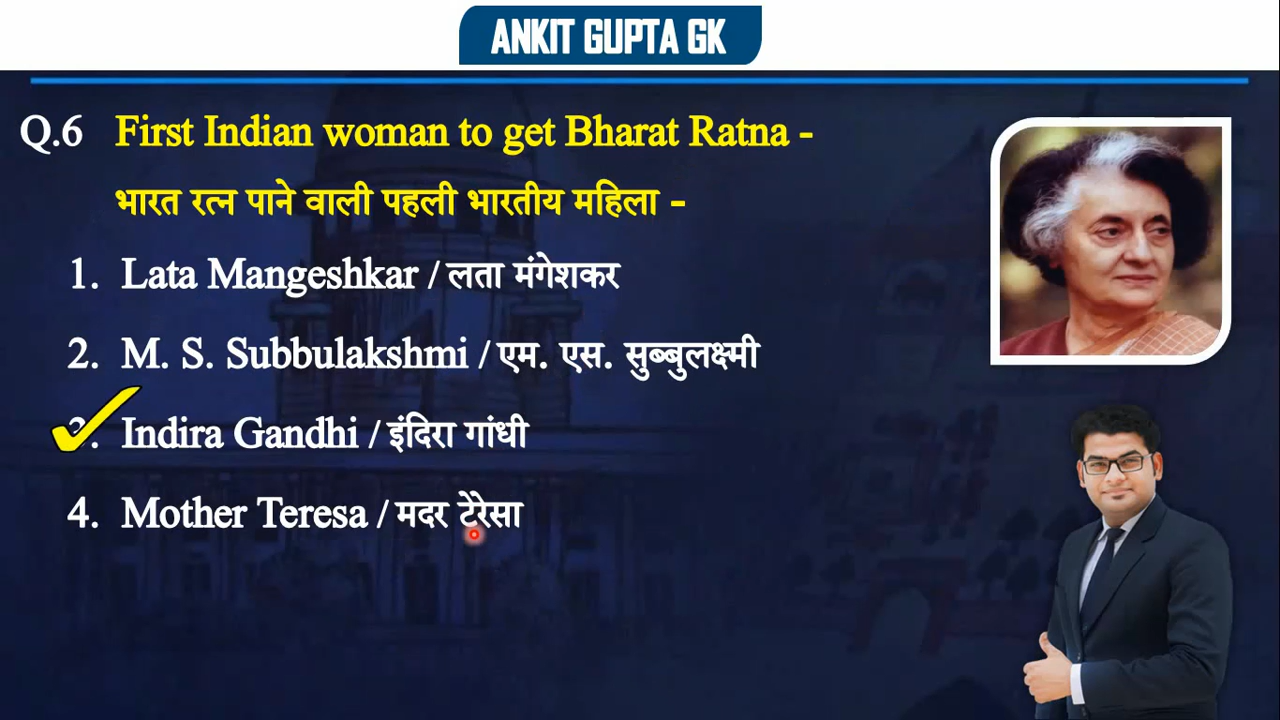 ANKIT GUPTA GK
Q.6 First Indian woman to get Bharat Ratna -
भारत रत्न पाने वाली पहली भारतीय महिला -
1. Lata Mangeshkar / लता मंगेशकर
2. M. S. Subbulakshmi / एम. एस. सुब्बुलक्ष्मी
3. Indira Gandhi / इंदिरा गांधी
4. Mother Teresa / मदर टेरेसा